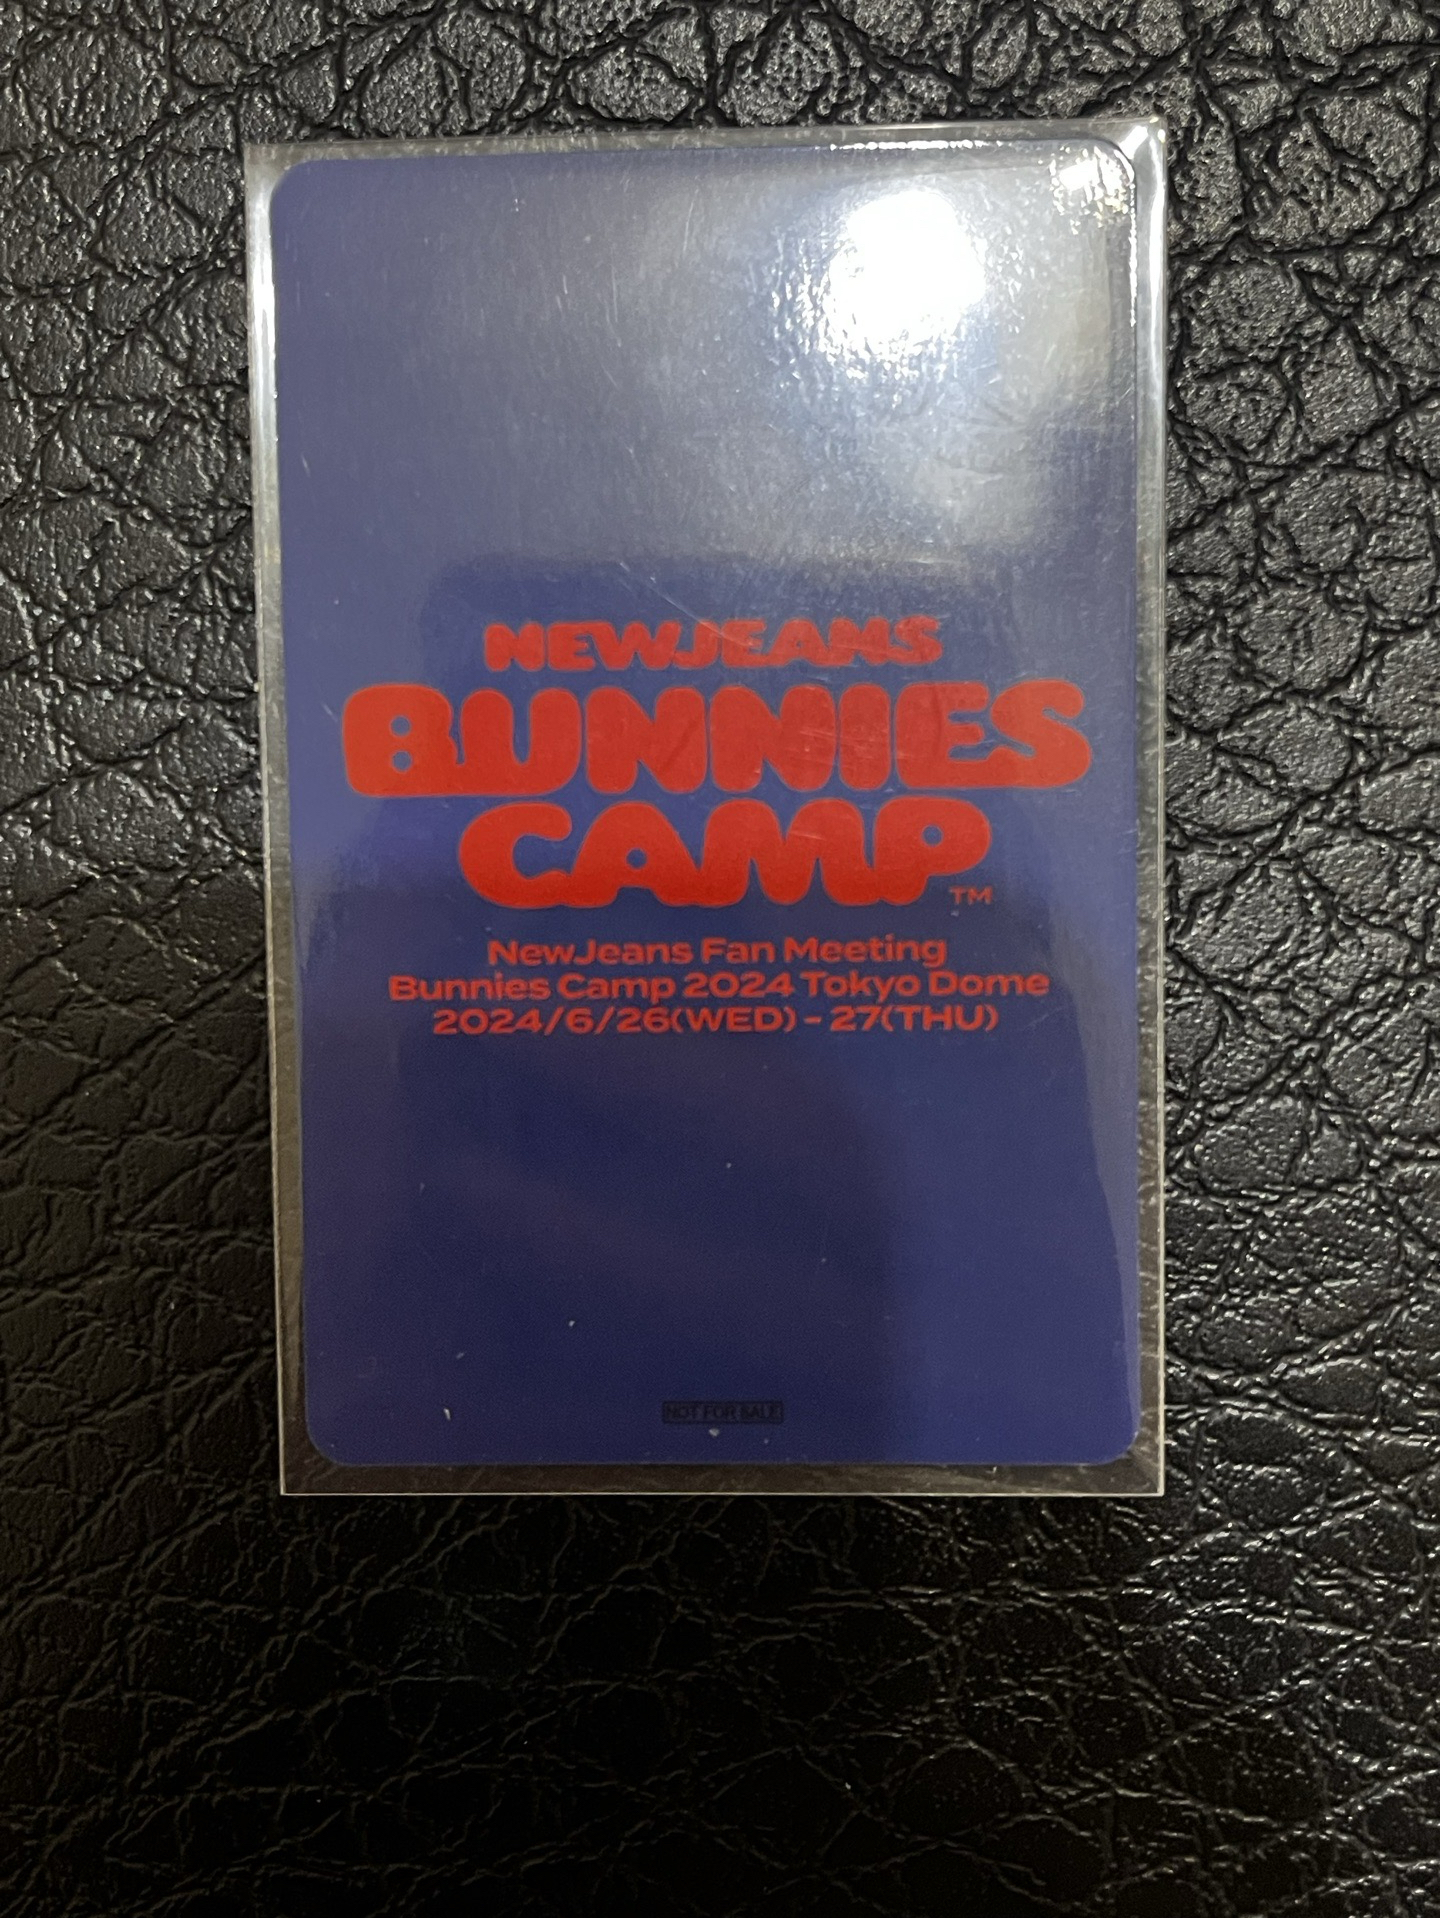 NEWJEANS
BUNNIES
CAMP TM
NewJeans Fan Meeting
Bunnies Camp 2024 Tokyo Dome
2024/6/26(WED) - 27(THU)
NOT FOR SALE